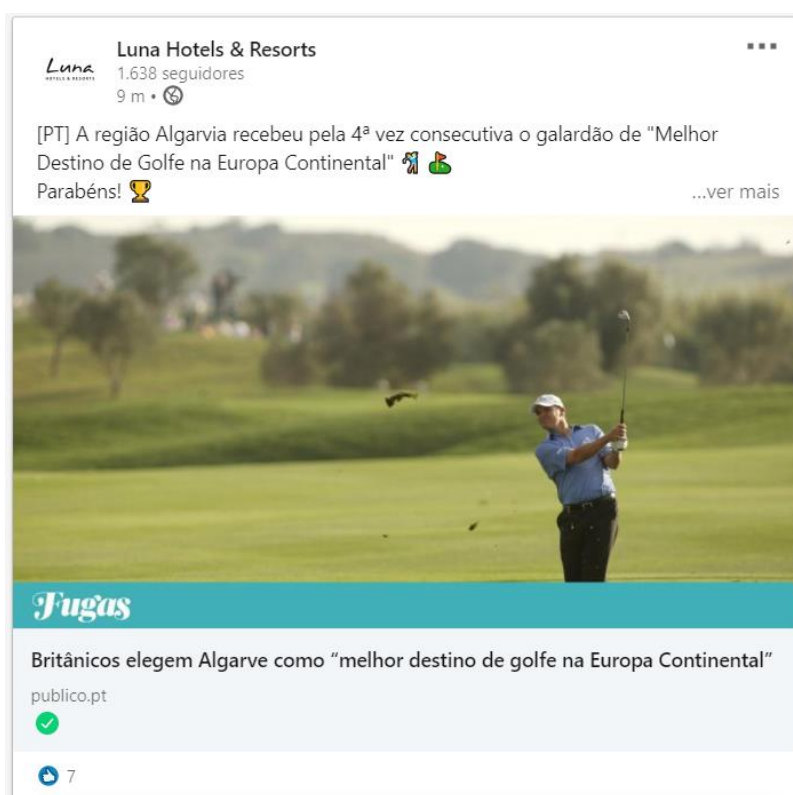 Luna
HOTELS & RESORTS
Luna Hotels & Resorts
1.638 seguidores
9 m •
[PT] A região Algarvia recebeu pela 4ª vez consecutiva o galardão de "Melhor
Destino de Golfe na Europa Continental"
Parabéns!
...ver mais
Fugas
Britânicos elegem Algarve como “melhor destino de golfe na Europa Continental”
publico.pt
7